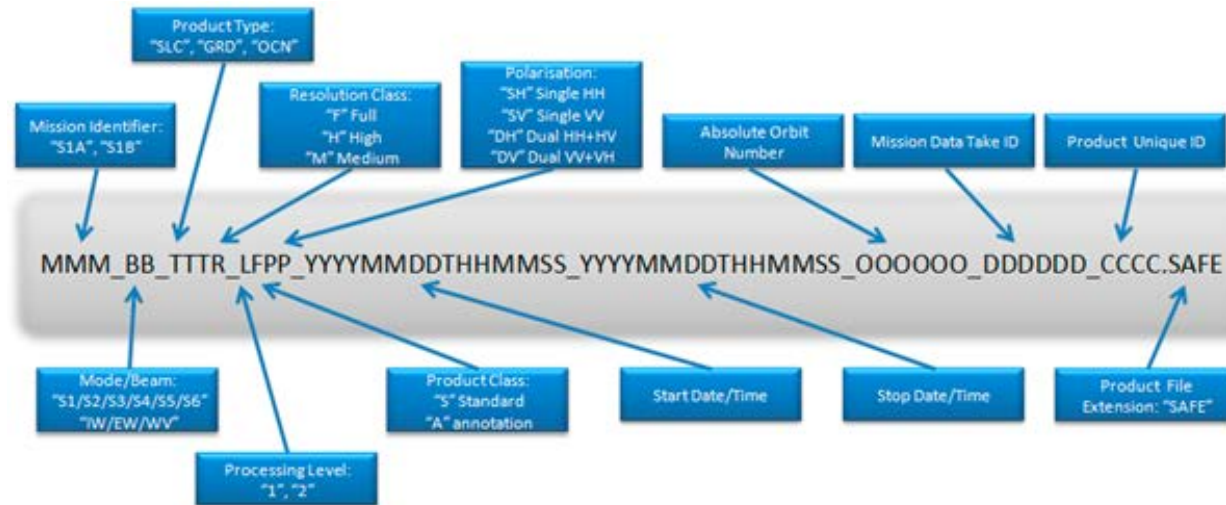 Product Type:
"SLC", "GRD", "OCN"
Mission Identifier:
"S1A", "S1B"
Resolution Class:
"F" Full
"H" High
"M" Medium
Polarisation:
"SH" Single HH
"SV" Single VV
"DH" Dual HH+HV
"DV" Dual VV+VH
Absolute Orbit
Number
Mission Data Take ID
Product Unique ID
MMM_BB_TTTR_LFPP_YYYYMMDDTHHMMSS_YYYYMMDDTHHMMSS_OOOOOO_DDDDDD_CCCC.SAFE
Mode/Beam:
"S1/S2/S3/S4/S5/S6"
"IW/EW/WV"
Processing Level:
"1", "2"
Product Class:
"S" Standard
"A" annotation
Start Date/Time
Stop Date/Time
Product File
Extension: "SAFE"